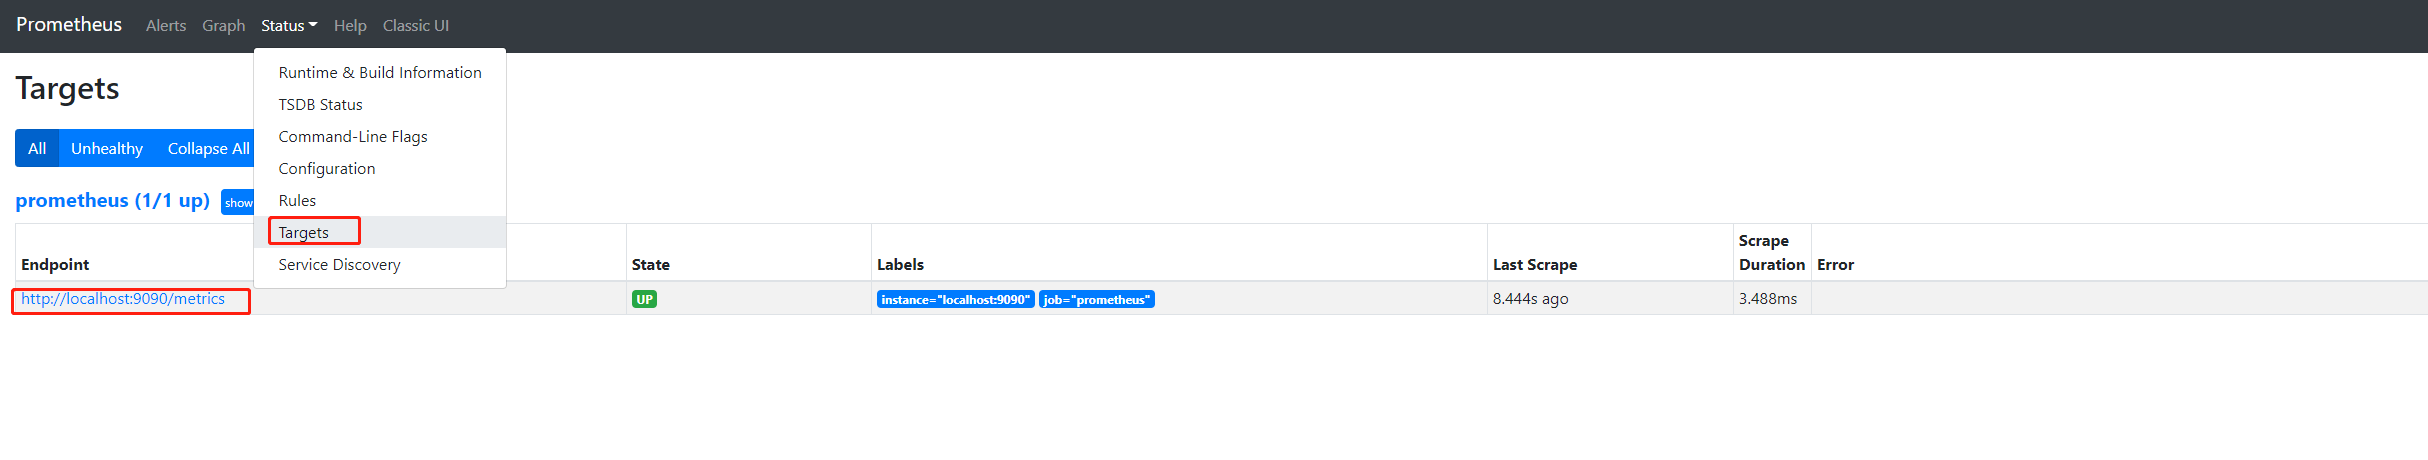 Prometheus Alerts Graph Status Help Classic UI
Runtime & Build Information
TSDB Status
Command-Line Flags
Configuration
Rules
Targets
Service Discovery
Targets
All Unhealthy Collapse All
prometheus (1/1 up) show
Endpoint State Labels Last Scrape Scrape Duration Error
http://localhost:9090/metrics UP instance="localhost:9090" job="prometheus" 8.444s ago 3.488ms